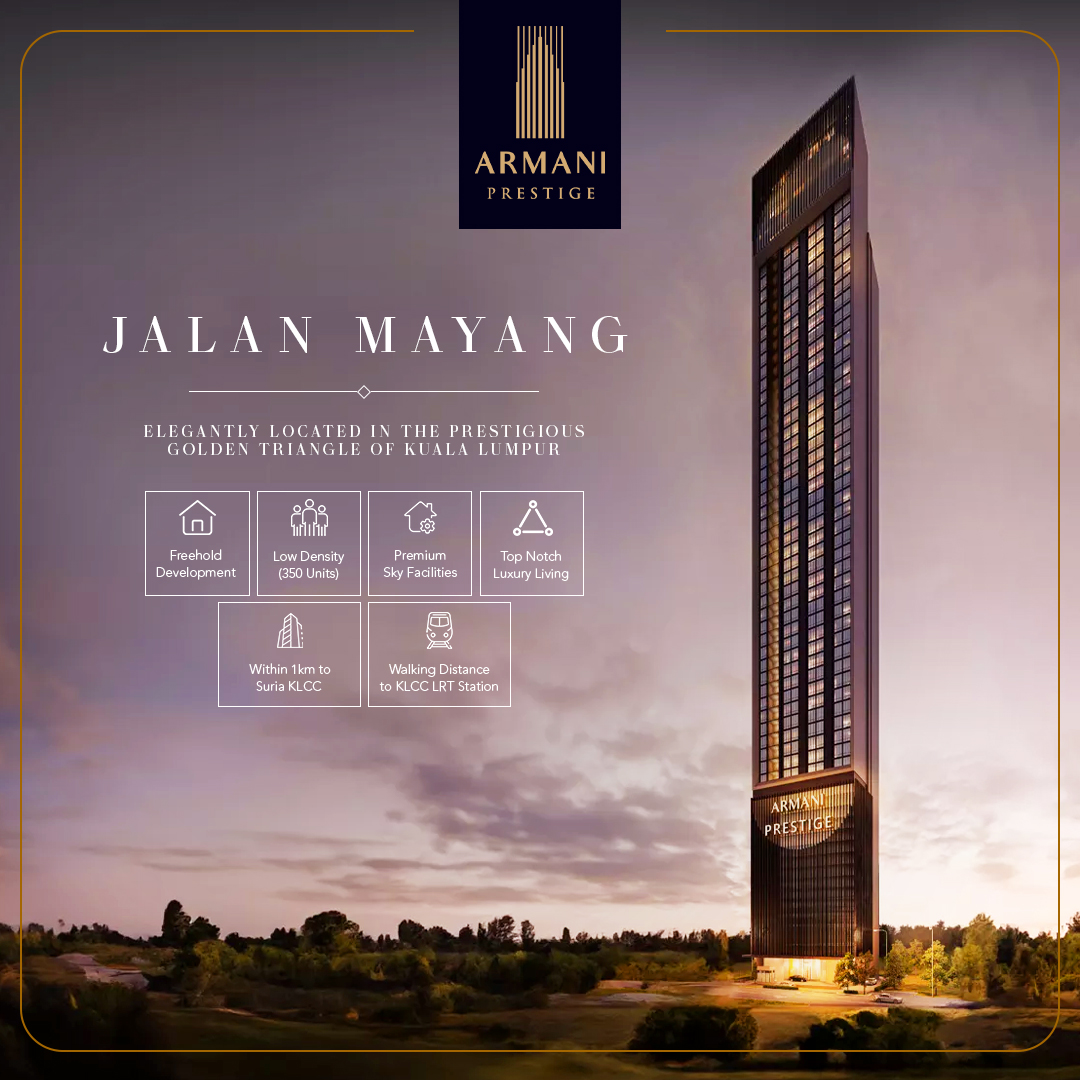 ARMANI
PRESTIGE
JALAN MAYANG
ELEGANTLY LOCATED IN THE PRESTIGIOUS
GOLDEN TRIANGLE OF KUALA LUMPUR
Freehold
Development
Low Density
(350 Units)
Premium
Sky Facilities
Top Notch
Luxury Living
Within 1km to
Suria KLCC
Walking Distance
to KLCC LRT Station
ARMANI
PRESTIGE